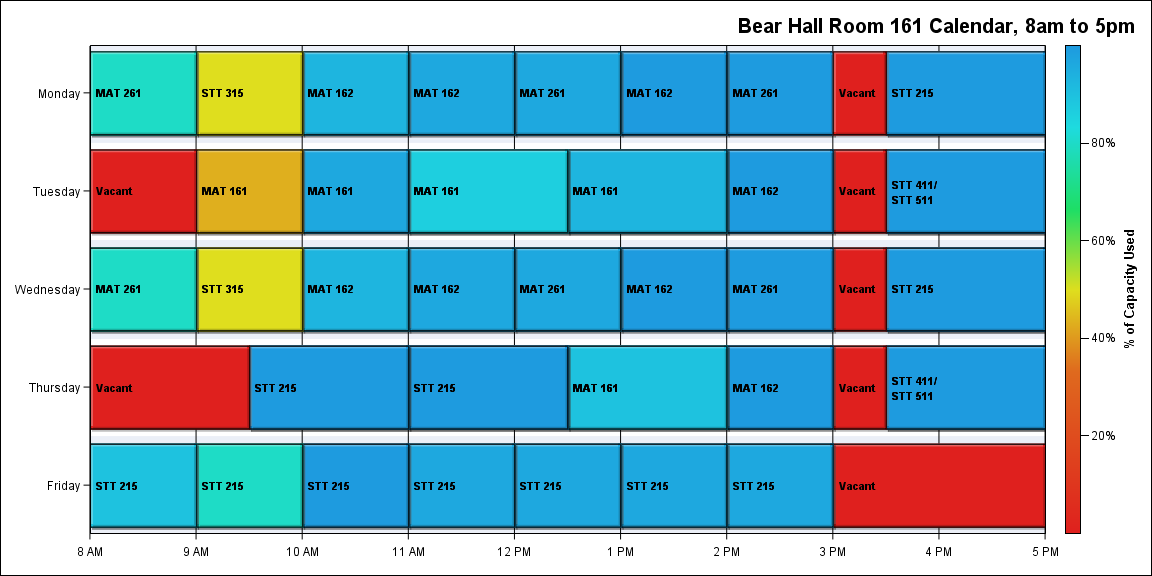 Bear Hall Room 161 Calendar, 8am to 5pm
Monday
MAT 261
STT 315
MAT 162
MAT 162
MAT 261
MAT 162
MAT 261
Vacant
STT 215
Tuesday
Vacant
MAT 161
MAT 161
MAT 161
MAT 161
MAT 162
Vacant
STT 411/
STT 511
Wednesday
MAT 261
STT 315
MAT 162
MAT 162
MAT 261
MAT 162
MAT 261
Vacant
STT 215
Thursday
Vacant
STT 215
STT 215
MAT 161
MAT 162
Vacant
STT 411/
STT 511
Friday
STT 215
STT 215
STT 215
STT 215
STT 215
STT 215
STT 215
Vacant
8 AM
9 AM
10 AM
11 AM
12 PM
1 PM
2 PM
3 PM
4 PM
5 PM
80%
60%
40%
20%
% of Capacity Used